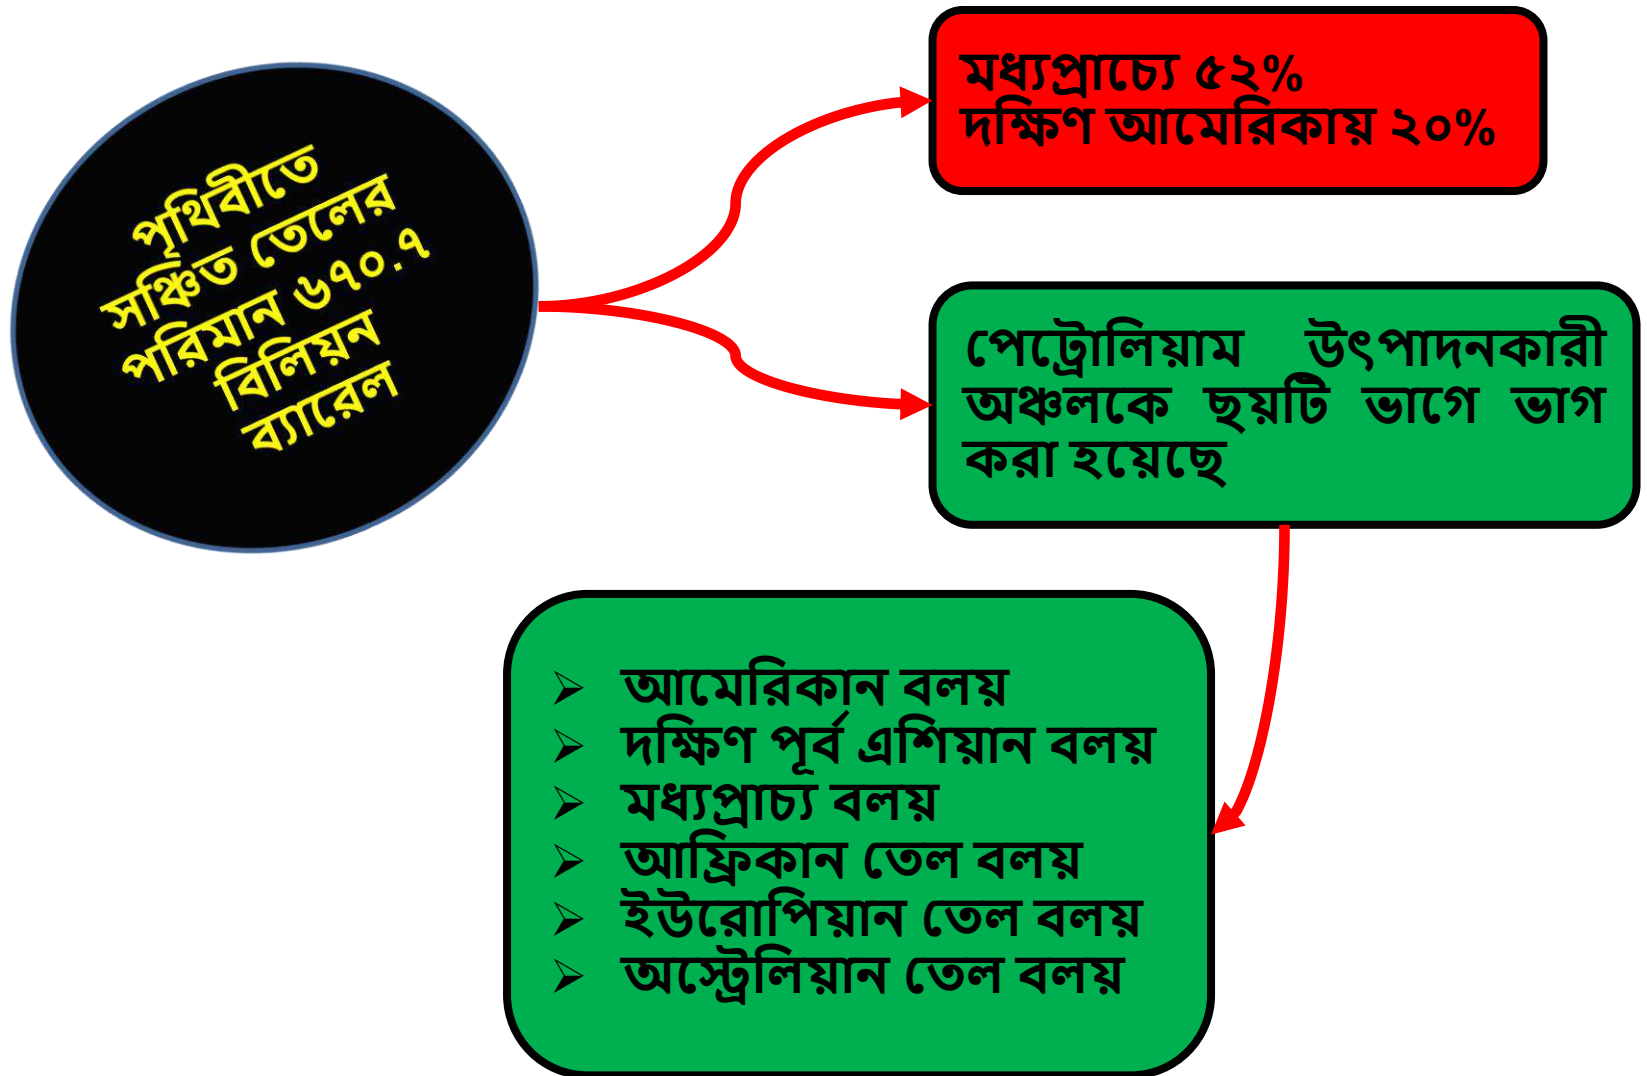 পৃথিবীতে
সঞ্চিত তেলের
পরিমান ৬৭০.৭
বিলিয়ন
ব্যারেল
মধ্যপ্রাচ্যে ৫২%
দক্ষিণ আমেরিকায় ২০%
পেট্রোলিয়াম উৎপাদনকারী
অঞ্চলকে ছয়টি ভাগে ভাগ
করা হয়েছে
➢ আমেরিকান বলয়
➢ দক্ষিণ পূর্ব এশিয়ান বলয়
➢ মধ্যপ্রাচ্য বলয়
➢ আফ্রিকান তেল বলয়
➢ ইউরোপিয়ান তেল বলয়
➢ অস্ট্রেলিয়ান তেল বলয়